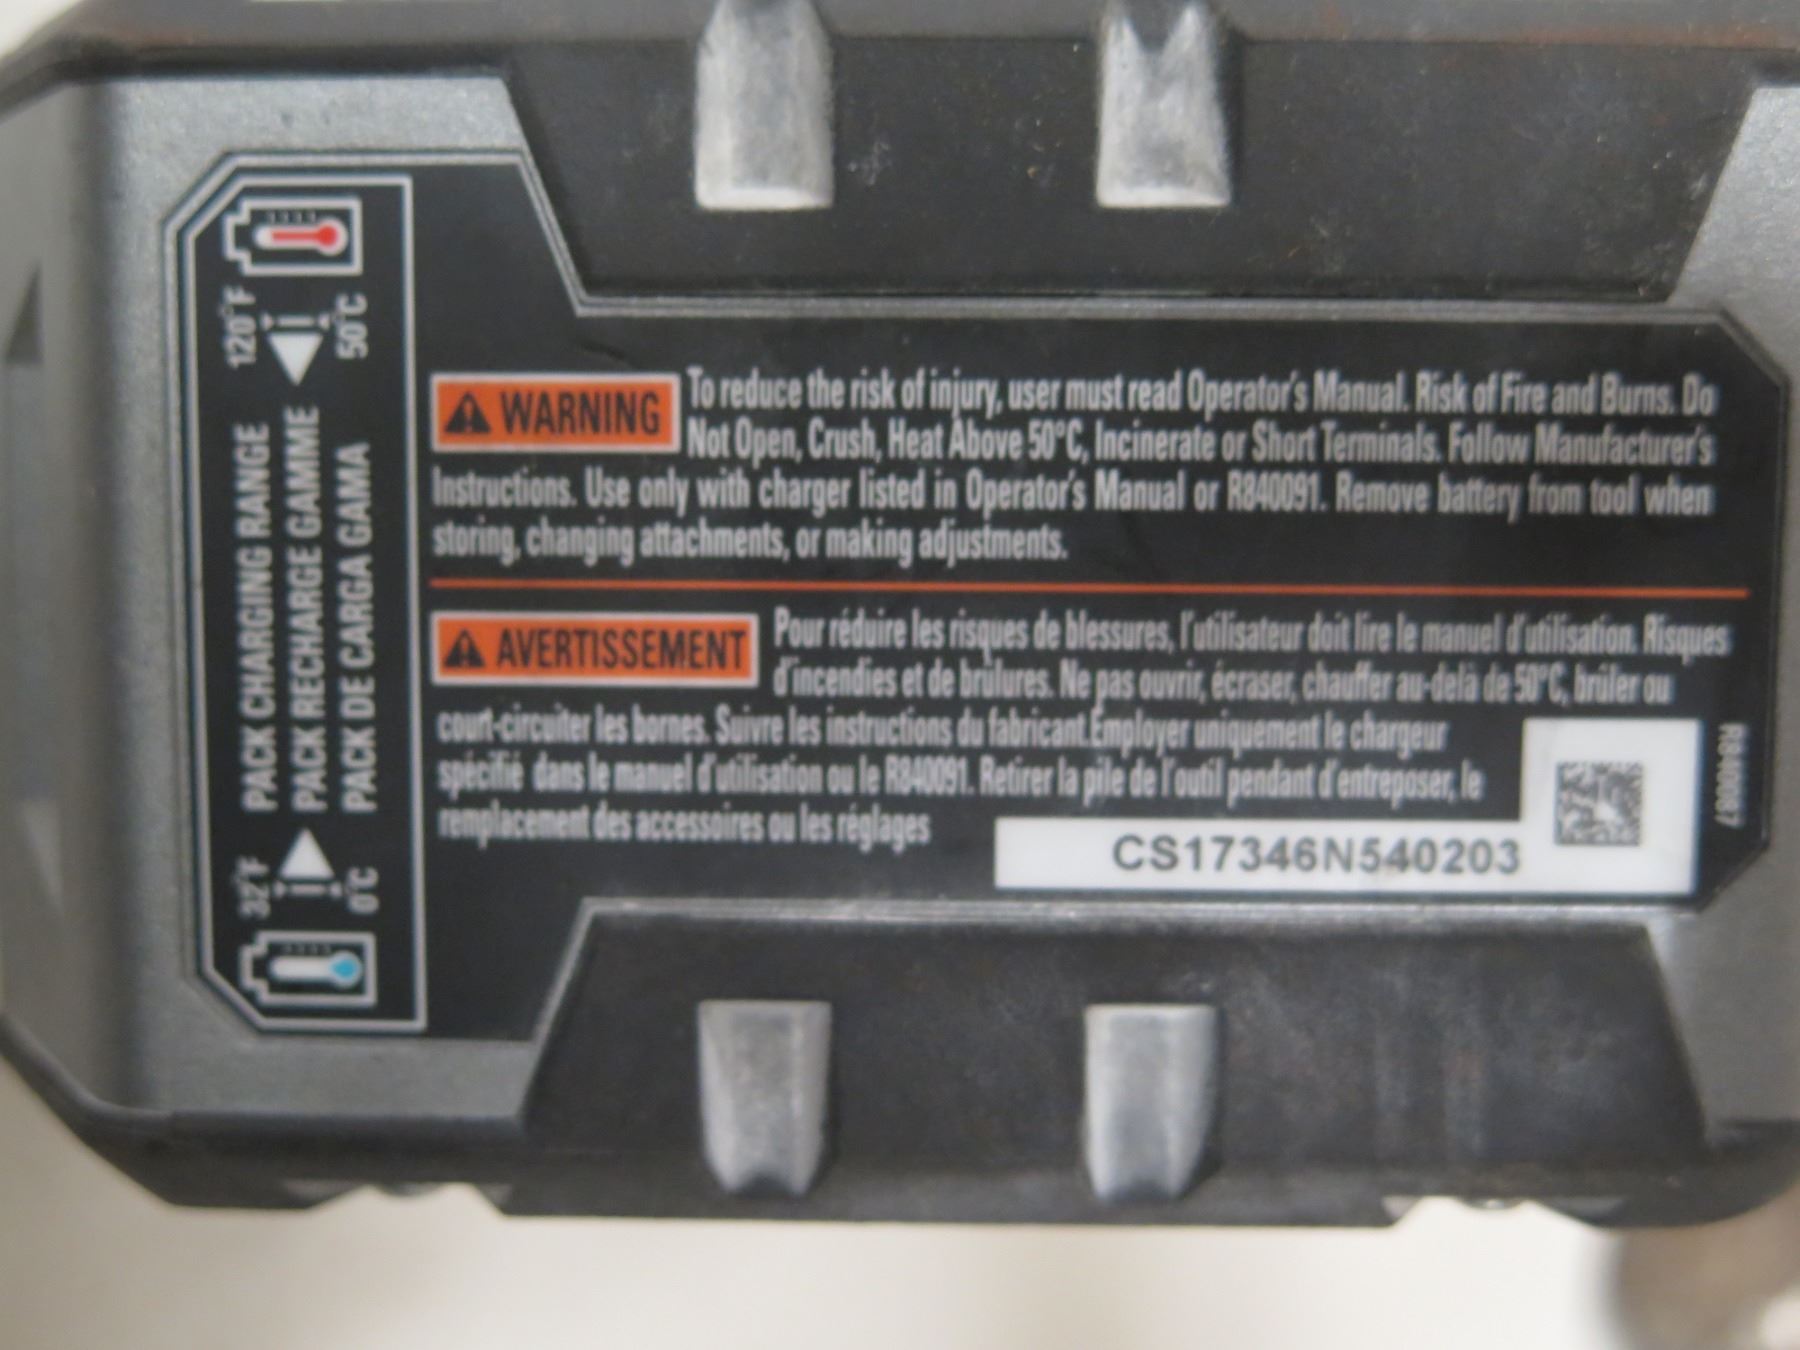 120°F
50°C
PACK CHARGING RANGE
PACK RECHARGE GAMME
PACK DE CARGA GAMA
32°F
0°C
WARNING To reduce the risk of injury, user must read Operator's Manual. Risk of Fire and Burns. Do
Not Open, Crush, Heat Above 50°C, Incinerate or Short Terminals. Follow Manufacturer's
Instructions. Use only with charger listed in Operator's Manual or R840091. Remove battery from tool when
storing, changing attachments, or making adjustments.
AVERTISSEMENT Pour réduire les risques de blessures, l'utilisateur doit lire le manuel d'utilisation. Risques
d'incendies et de brûlures. Ne pas ouvrir, écraser, chauffer au-delà de 50°C, brûler ou
court-circuiter les bornes. Suivre les instructions du fabricant.Employer uniquement le chargeur
spécifié dans le manuel d'utilisation ou le R840091. Retirer la pile de l'outil pendant d'entreposer, le
remplacement des accessoires ou les réglages
CS17346N540203
R840087